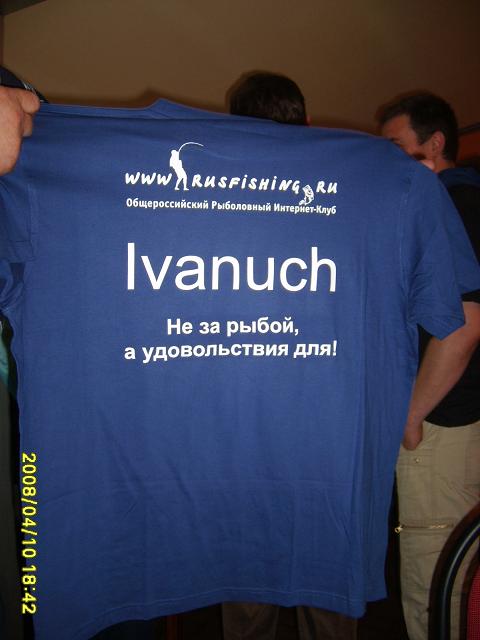 www.rusfishing.ru
Общероссийский Рыболовный Интернет-Клуб
Ivanuch
Не за рыбой,
а удовольствия для!
2008/04/10 18:42